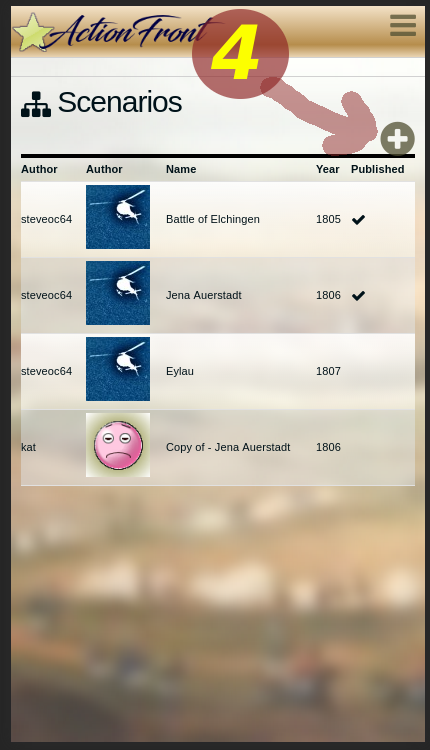 ActionFront
4
Scenarios
Author Author Name Year Published
steveoc64 Battle of Elchingen 1805
steveoc64 Jena Auerstadt 1806
steveoc64 Eylau 1807
kat Copy of - Jena Auerstadt 1806